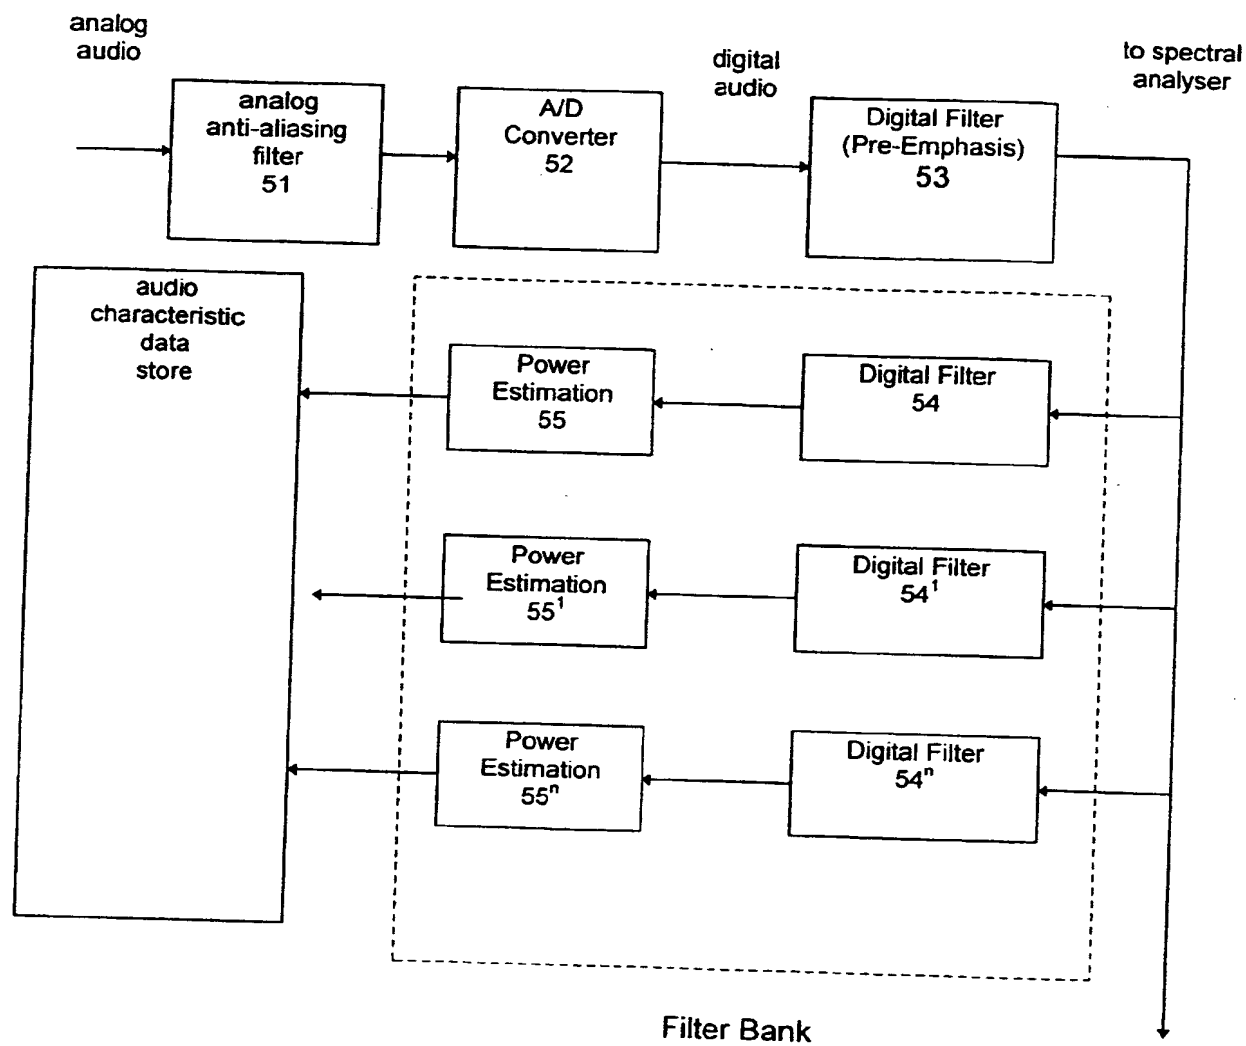 analog
audio
analog
anti-aliasing
filter
51
A/D
Converter
52
digital
audio
Digital Filter
(Pre-Emphasis)
53
to spectral
analyser
audio
characteristic
data
store
Power
Estimation
55
Digital Filter
54
Power
Estimation
55¹
Digital Filter
54¹
Power
Estimation
55ⁿ
Digital Filter
54ⁿ
Filter Bank